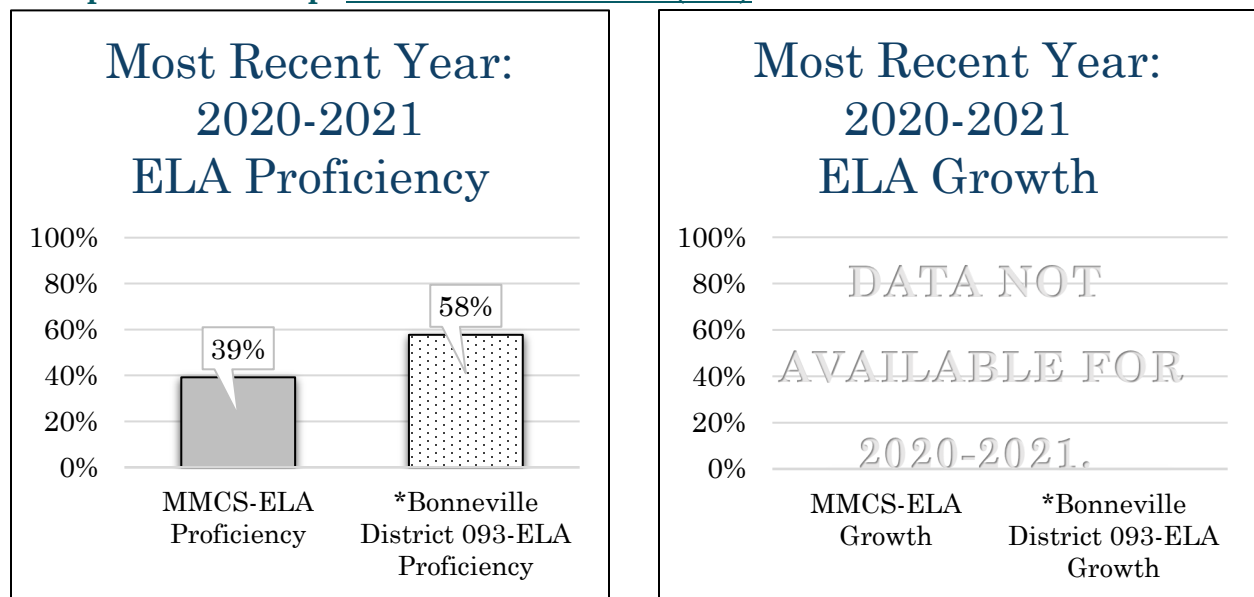 Most Recent Year:
2020-2021
ELA Proficiency
100%
80%
60%
40%
20%
0%
39%
58%
MMCS-ELA
Proficiency
*Bonneville
District 093-ELA
Proficiency
Most Recent Year:
2020-2021
ELA Growth
100%
80%
60%
40%
20%
0%
DATA NOT
AVAILABLE FOR
2020-2021.
MMCS-ELA
Growth
*Bonneville
District 093-ELA
Growth